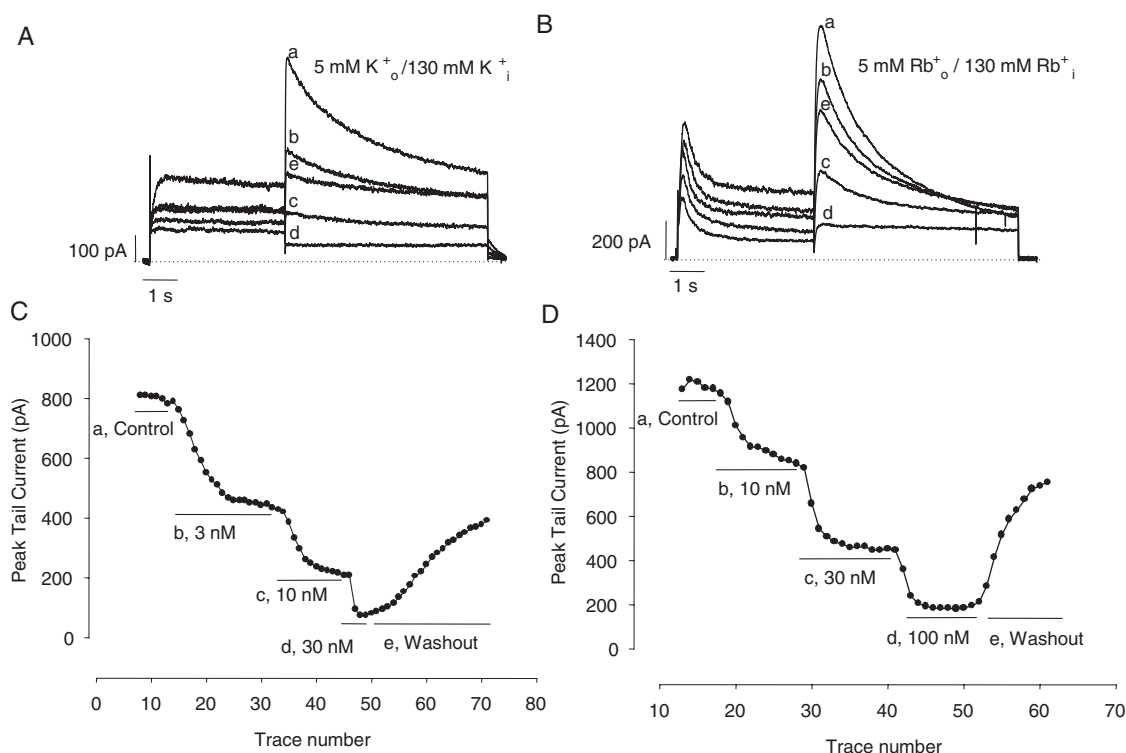 A
a
5 mM K⁺ₒ/130 mM K⁺ᵢ
b
e
c
d
100 pA
1 s
B
a
5 mM Rb⁺ₒ / 130 mM Rb⁺ᵢ
b
e
c
d
200 pA
1 s
C
Peak Tail Current (pA)
1000
800
600
400
200
0
a, Control
b, 3 nM
c, 10 nM
d, 30 nM
e, Washout
0 10 20 30 40 50 60 70 80
Trace number
D
Peak Tail Current (pA)
1400
1200
1000
800
600
400
200
0
a, Control
b, 10 nM
c, 30 nM
d, 100 nM
e, Washout
10 20 30 40 50 60 70
Trace number